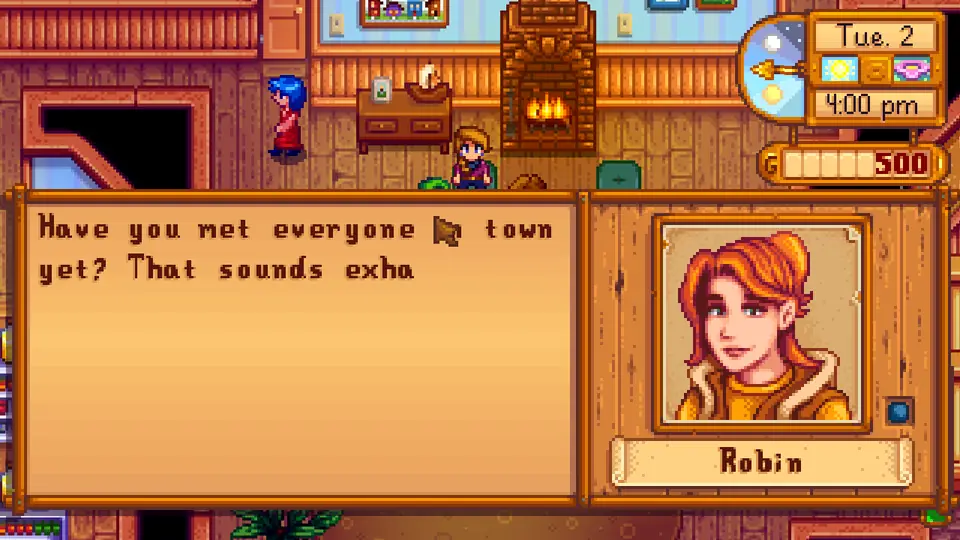 Tue. 2
4:00 pm
G 500
Have you met everyone town
yet? That sounds exha
Robin